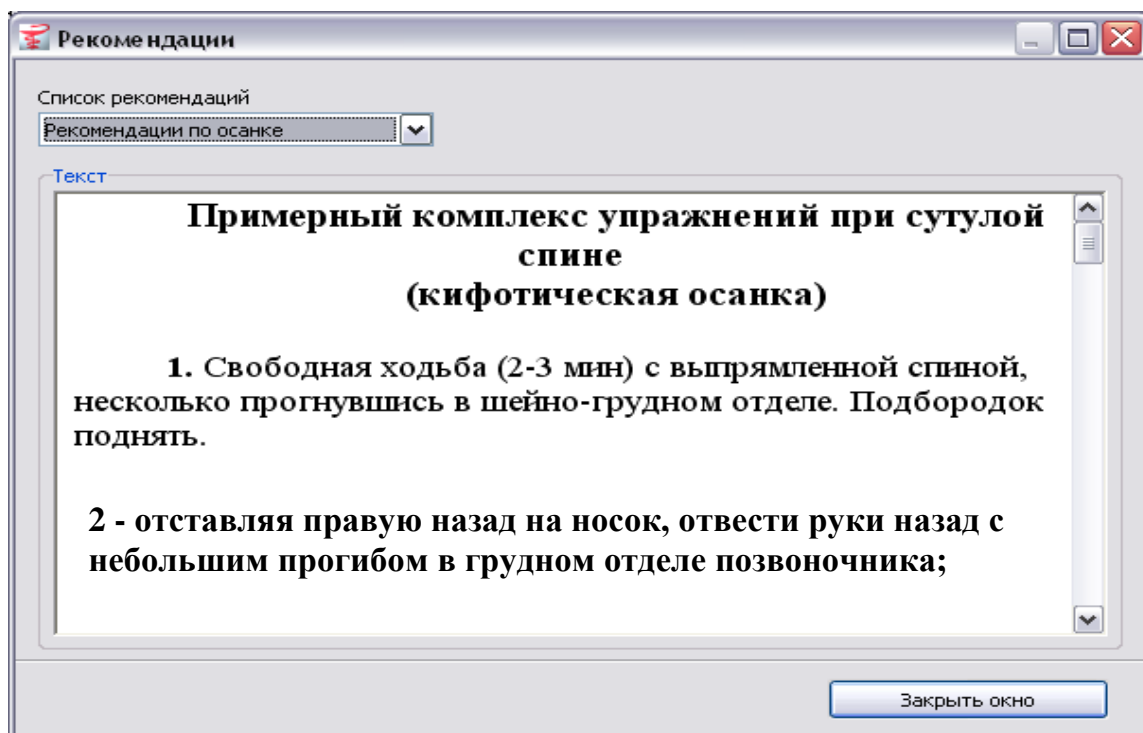 Рекомендации
Список рекомендаций
Рекомендации по осанке
Текст
Примерный комплекс упражнений при сутулой
спине
(кифотическая осанка)
1. Свободная ходьба (2-3 мин) с выпрямленной спиной,
несколько прогнувшись в шейно-грудном отделе. Подбородок
поднять.
2 - отставляя правую назад на носок, отвести руки назад с
небольшим прогибом в грудном отделе позвоночника;
Закрыть окно